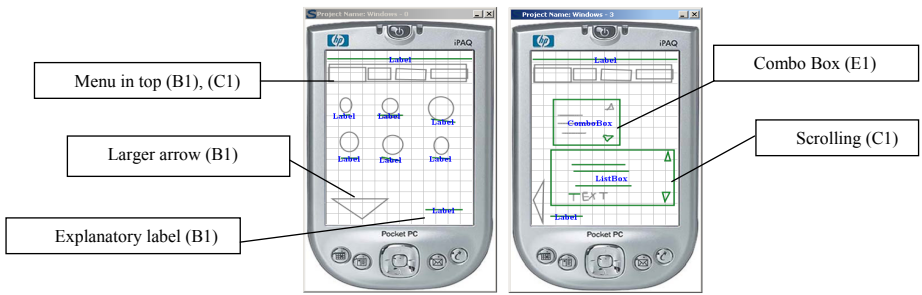 Project Name: Windows - 0
Project Name: Windows - 3
hp
iPAQ
hp
iPAQ
Label
Label
Menu in top (B1), (C1)
Combo Box (E1)
Label
Label
Label
ComboBox
Scrolling (C1)
Larger arrow (B1)
Label
Label
Label
ListBox
TEXT
Label
Label
Explanatory label (B1)
Pocket PC
Pocket PC